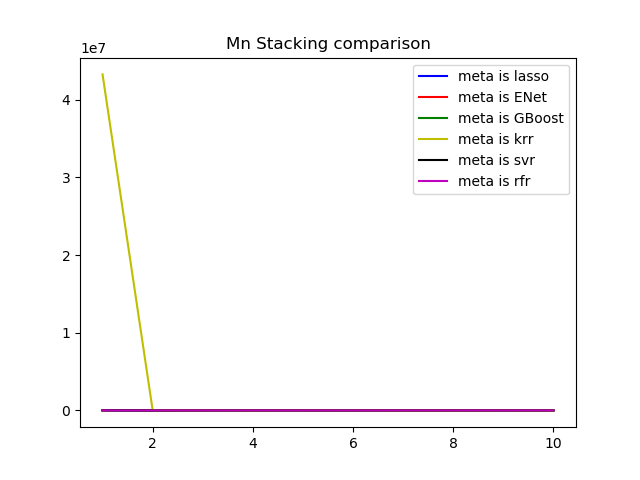 Mn Stacking comparison
1e7
meta is lasso
meta is ENet
meta is GBoost
meta is krr
meta is svr
meta is rfr
4
3
2
1
0
2 4 6 8 10